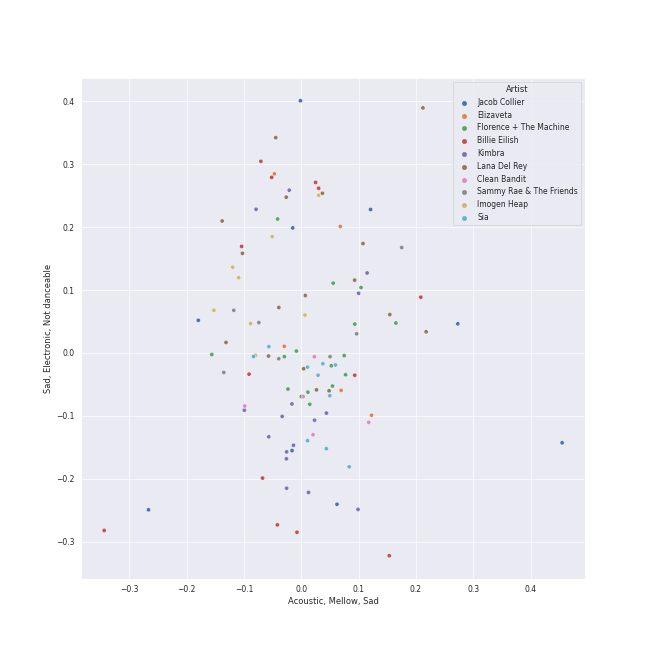 Artist
Jacob Collier
Elizaveta
Florence + The Machine
Billie Eilish
Kimbra
Lana Del Rey
Clean Bandit
Sammy Rae & The Friends
Imogen Heap
Sia
0.4
0.3
0.2
0.1
0.0
−0.1
−0.2
−0.3
Sad, Electronic, Not danceable
−0.3 −0.2 −0.1 0.0 0.1 0.2 0.3 0.4
Acoustic, Mellow, Sad